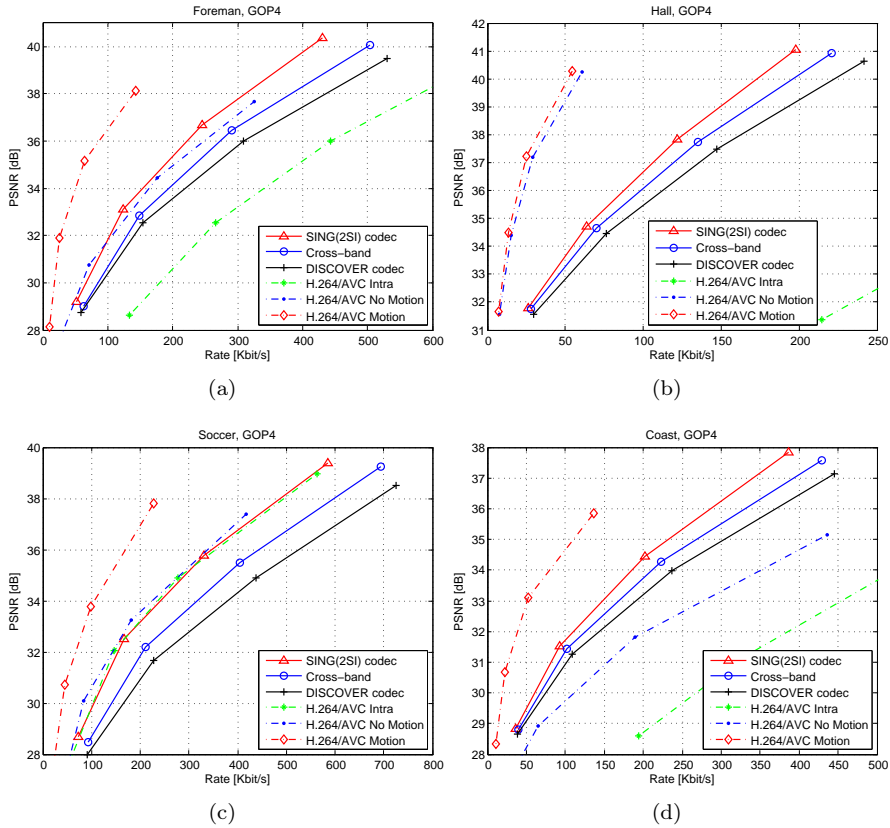 Foreman, GOP4
40
38
36
34
32
30
28
PSNR [dB]
0 100 200 300 400 500 600
Rate [Kbit/s]
SING(2SI) codec
Cross-band
DISCOVER codec
H.264/AVC Intra
H.264/AVC No Motion
H.264/AVC Motion
(a)
Hall, GOP4
42
41
40
39
38
37
36
35
34
33
32
31
PSNR [dB]
0 50 100 150 200 250
Rate [Kbit/s]
SING(2SI) codec
Cross-band
DISCOVER codec
H.264/AVC Intra
H.264/AVC No Motion
H.264/AVC Motion
(b)
Soccer, GOP4
40
38
36
34
32
30
28
PSNR [dB]
0 100 200 300 400 500 600 700 800
Rate [Kbit/s]
SING(2SI) codec
Cross-band
DISCOVER codec
H.264/AVC Intra
H.264/AVC No Motion
H.264/AVC Motion
(c)
Coast, GOP4
38
37
36
35
34
33
32
31
30
29
28
PSNR [dB]
0 50 100 150 200 250 300 350 400 450 500
Rate [Kbit/s]
SING(2SI) codec
Cross-band
DISCOVER codec
H.264/AVC Intra
H.264/AVC No Motion
H.264/AVC Motion
(d)